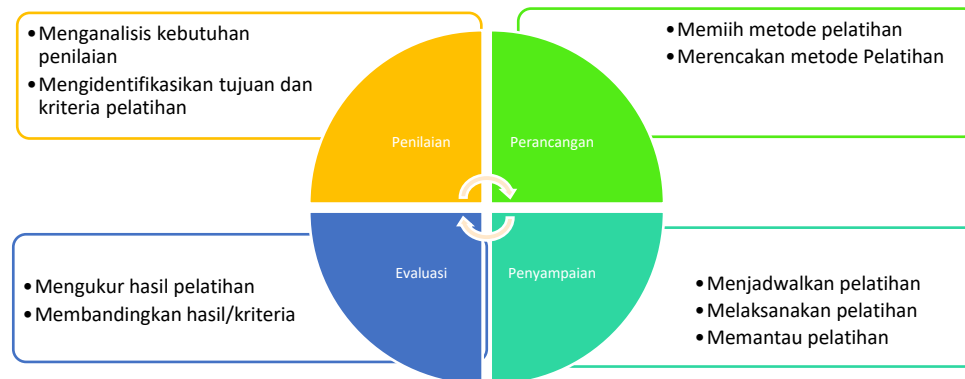 • Menganalisis kebutuhan
penilaian
• Mengidentifikasikan tujuan dan
kriteria pelatihan
• Memiih metode pelatihan
• Merencakan metode Pelatihan
Penilaian
Perancangan
Evaluasi
Penyampaian
• Mengukur hasil pelatihan
• Membandingkan hasil/kriteria
• Menjadwalkan pelatihan
• Melaksanakan pelatihan
• Memantau pelatihan